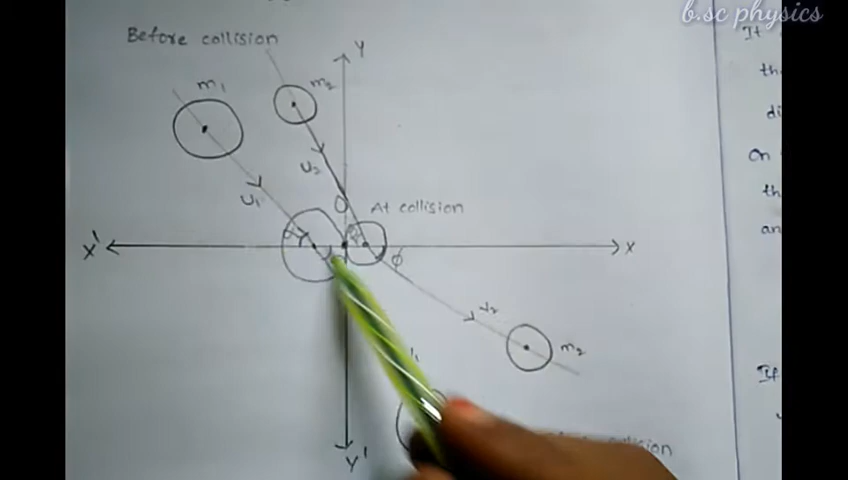 b.sc physics
Before collision
Y
It
m1
m2
th
di
u2
u1
On
O
At collision
th
α
an
X'
X
φ
v2
m2
If
Y'